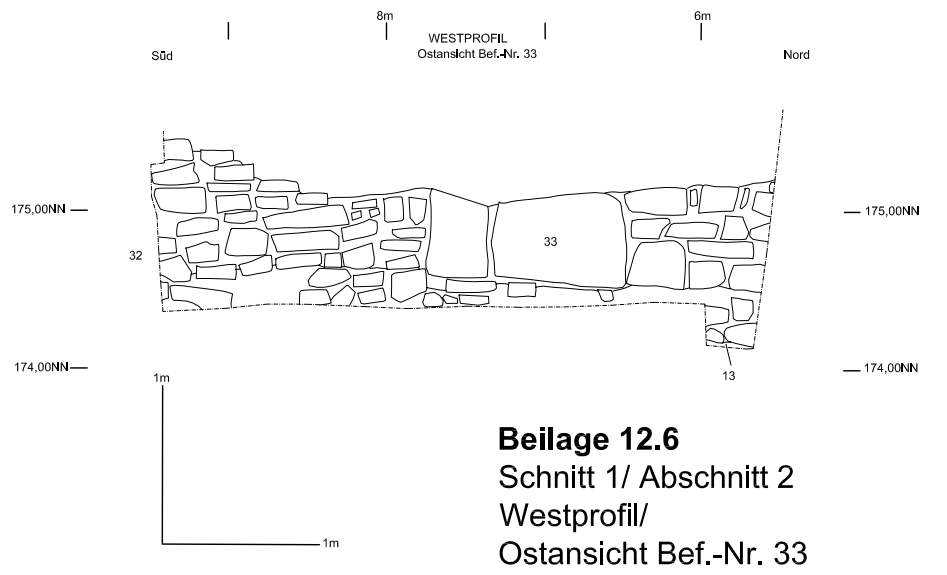 8m
6m
WESTPROFIL
Ostansicht Bef.-Nr. 33
Süd
Nord
175,00NN
175,00NN
33
32
174,00NN
174,00NN
13
1m
1m
Beilage 12.6
Schnitt 1/ Abschnitt 2
Westprofil/
Ostansicht Bef.-Nr. 33